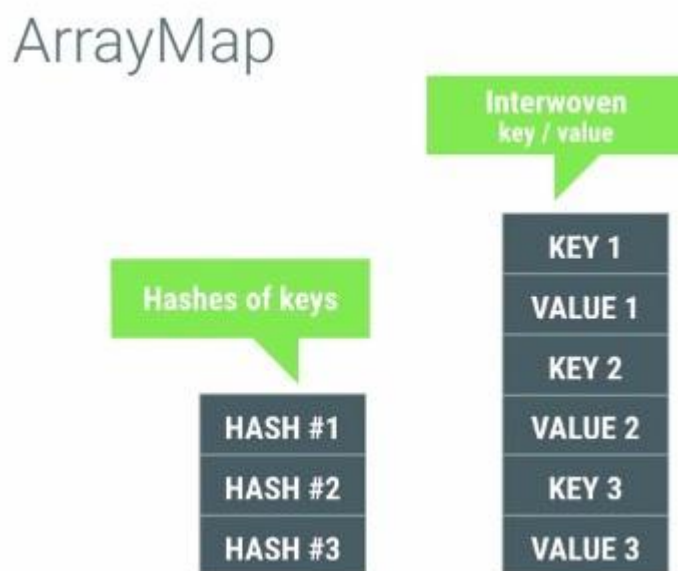 ArrayMap
Interwoven
key / value
KEY 1
Hashes of keys
VALUE 1
KEY 2
HASH #1
VALUE 2
HASH #2
KEY 3
HASH #3
VALUE 3